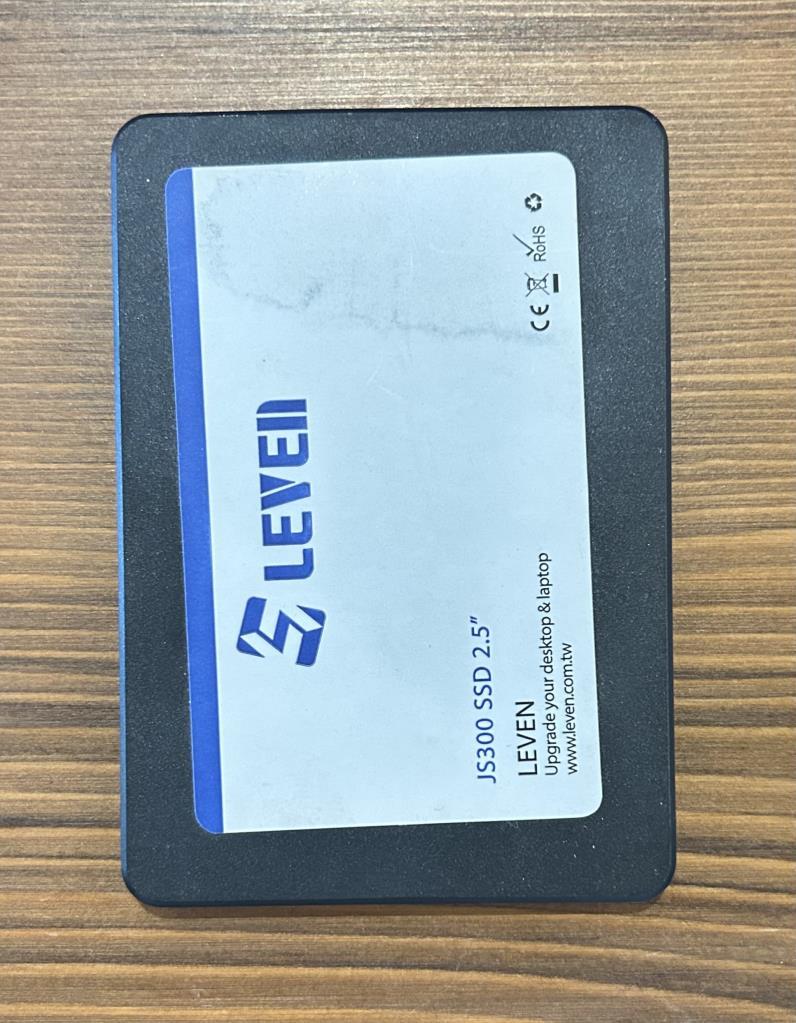 LEVEN
JS300 SSD 2.5”
LEVEN
Upgrade your desktop & laptop
www.leven.com.tw
CE
RoHS